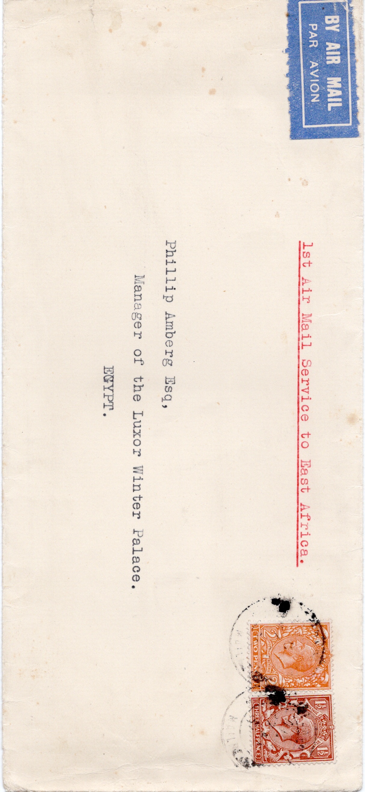 BY AIR MAIL
PAR AVION
1st Air Mail Service to East Africa.
Phillip Amberg Esq,
Manager of the Luxor Winter Palace.
EGYPT.